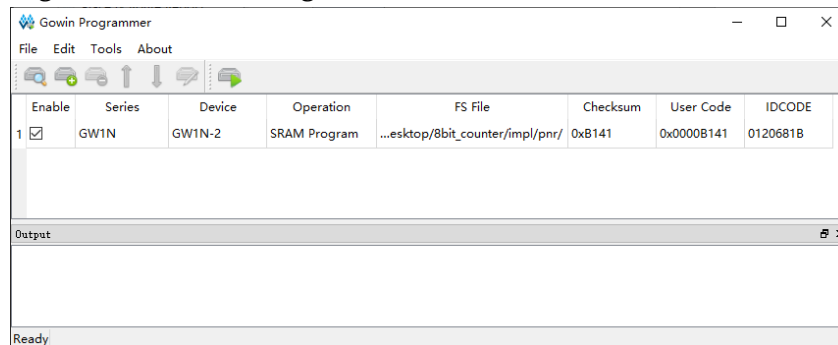 Gowin Programmer
File Edit Tools About
Enable Series Device Operation FS File Checksum User Code IDCODE
1 GW1N GW1N-2 SRAM Program ...esktop/8bit_counter/impl/pnr/ 0xB141 0x0000B141 0120681B
Output
Ready